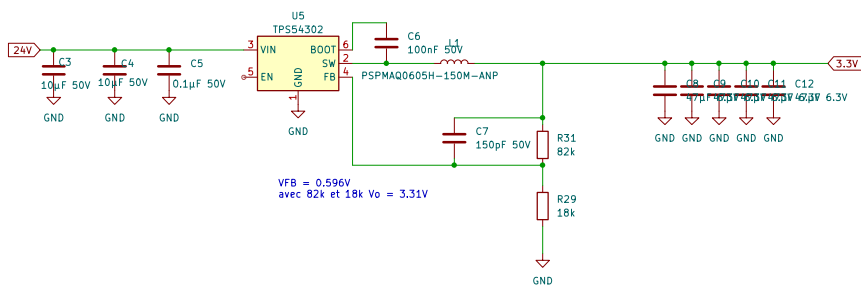 U5
TPS54302
24V
3 VIN
BOOT 6
SW 2
FB 4
5 EN
GND
1
GND
C3
10µF 50V
GND
C4
10µF 50V
GND
C5
0.1µF 50V
GND
C6
100nF 50V
L1
PSPMAQ0605H-150M-ANP
3.3V
C7
150pF 50V
R31
82k
R29
18k
GND
VFB = 0.596V
avec 82k et 18k Vo = 3.31V
C8
C9
C10
C11
C12
47µF 6.3V
GND
GND
GND
GND
GND